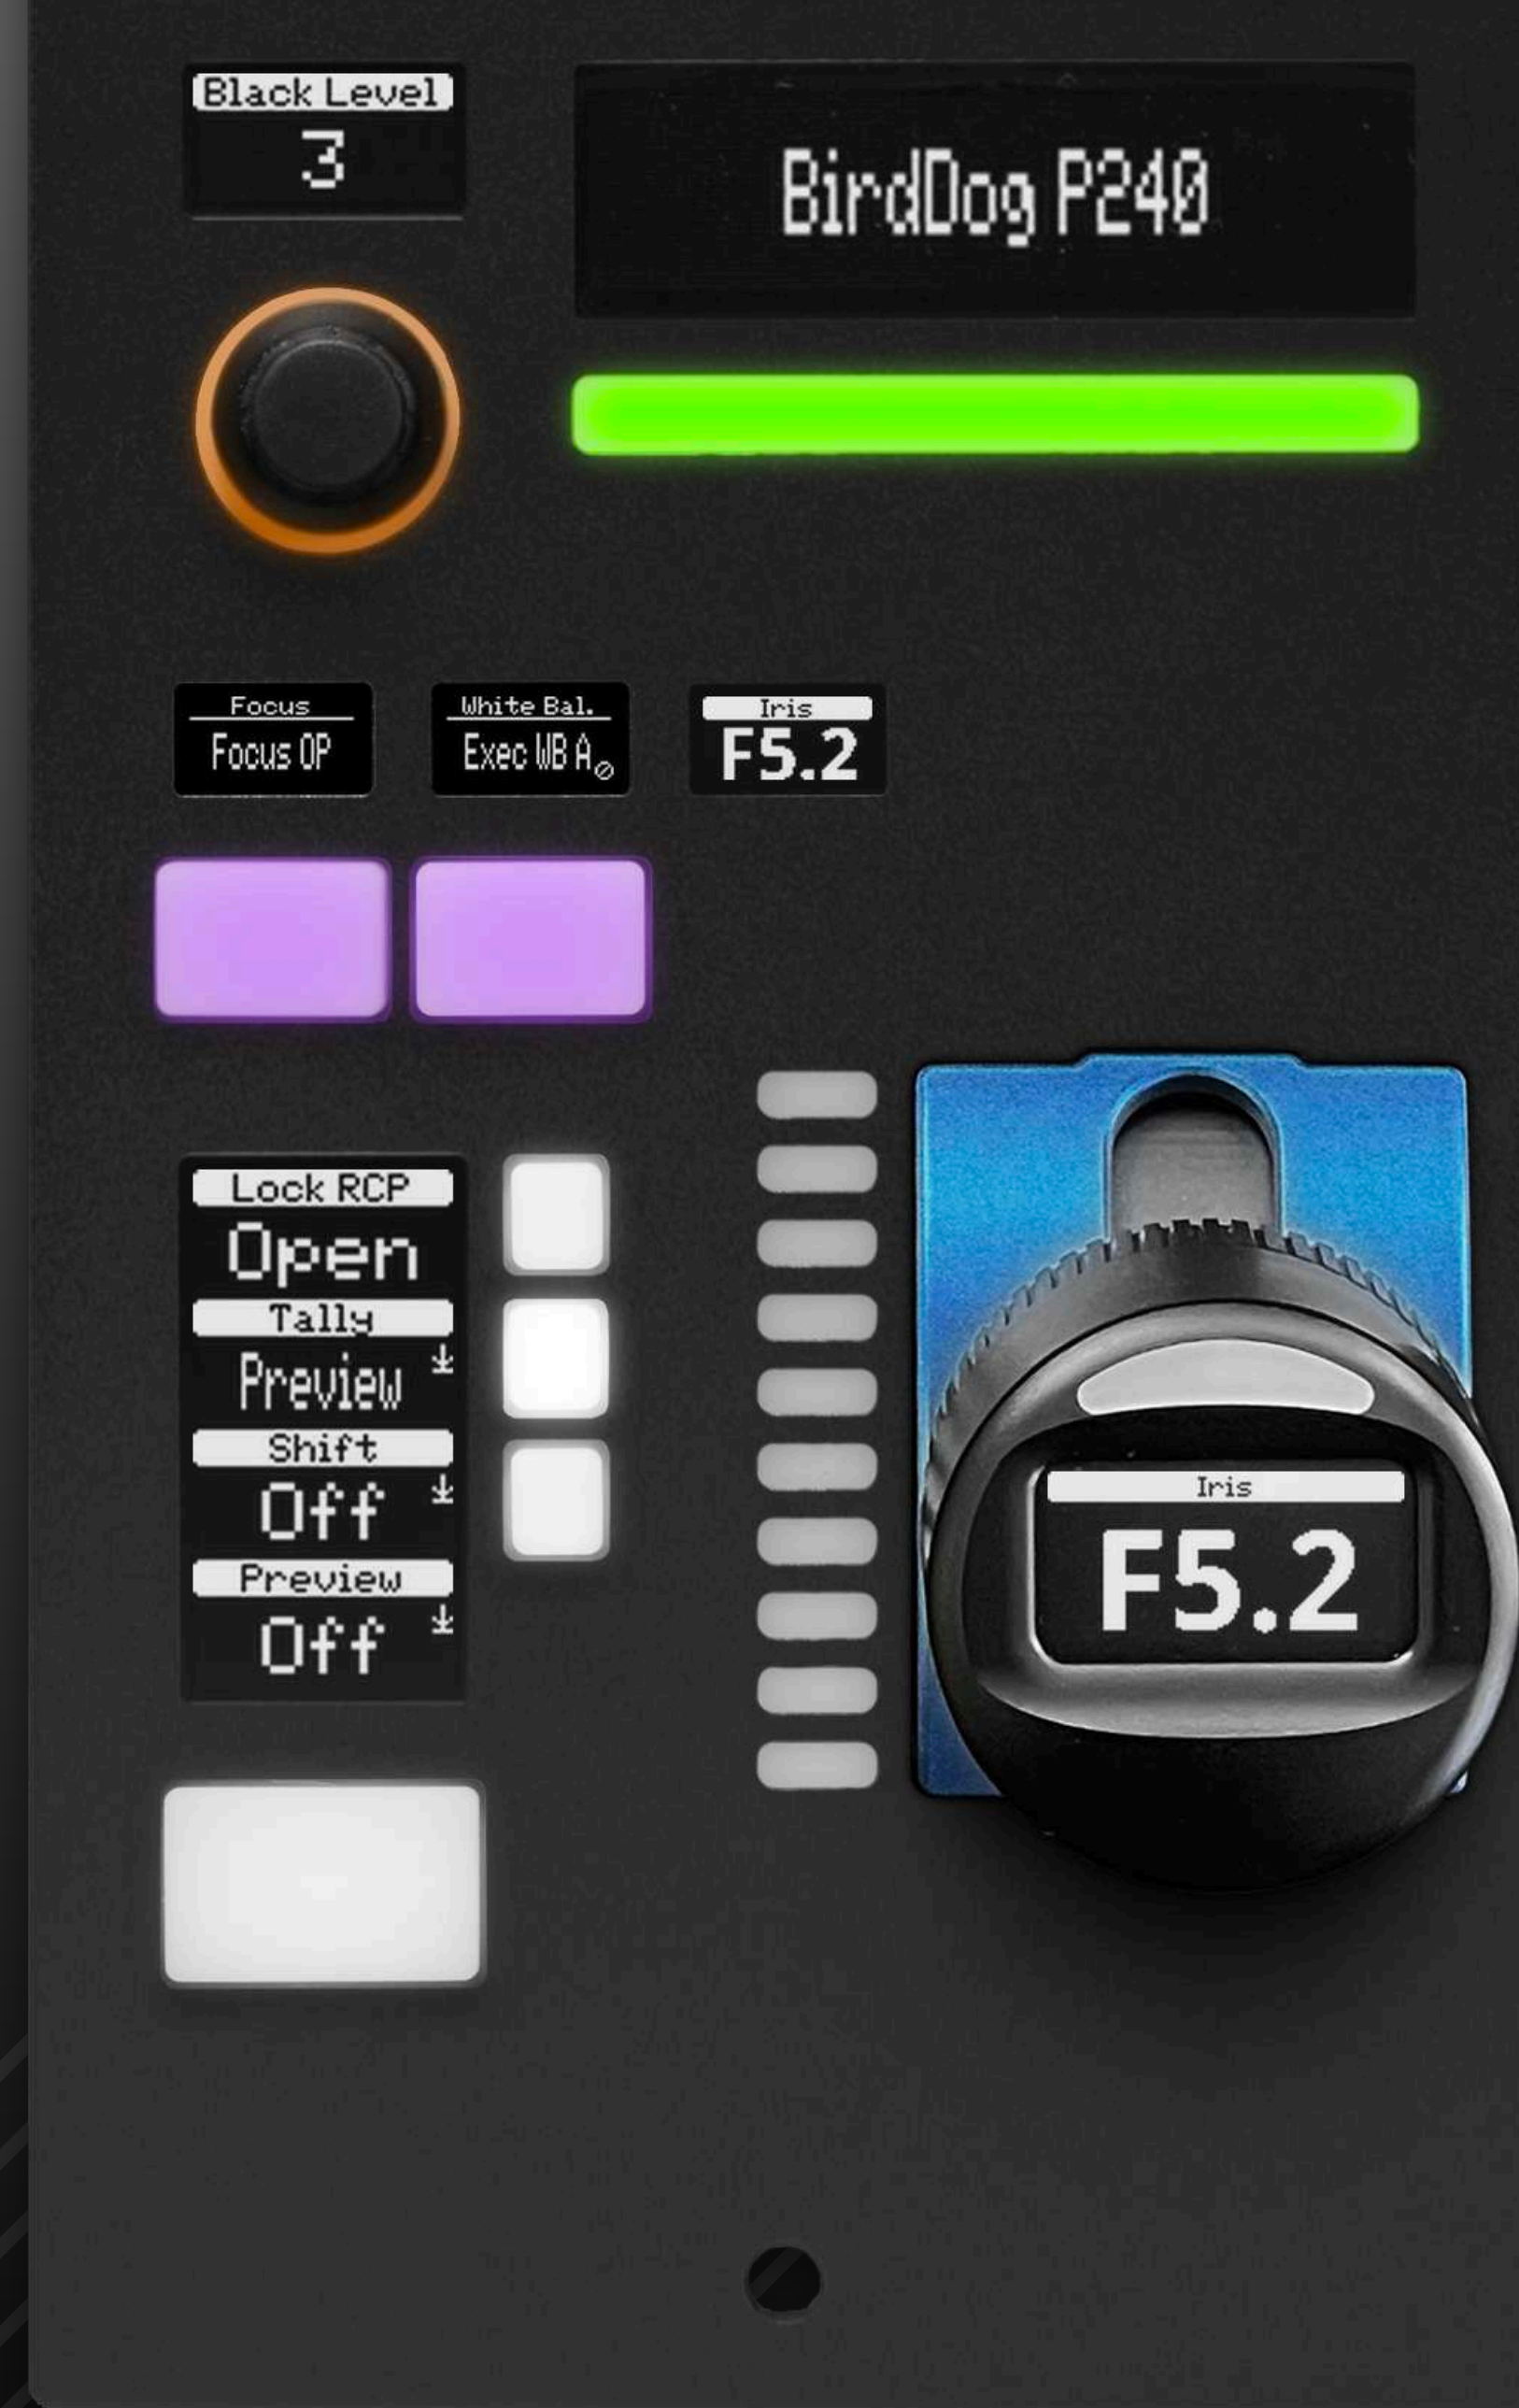 Black Level
3
BirdDog P240
Focus
Focus OP
White Bal.
Exec WB A
Iris
F5.2
Lock RCP
Open
Tally
Preview
Shift
Off
Preview
Off
Iris
F5.2